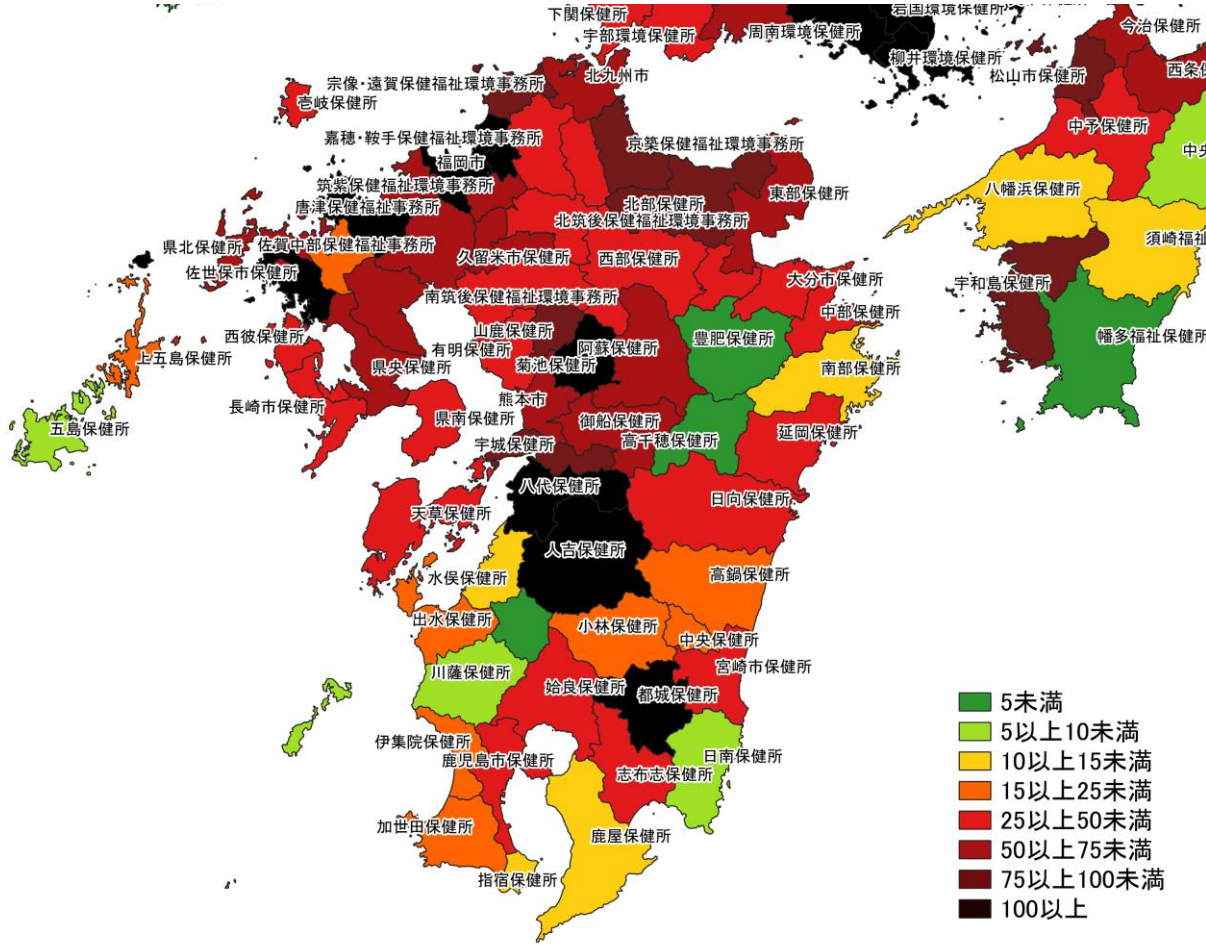 下関保健所
岩国環境保健所
宇部環境保健所
周南環境保健所
今治保健所
柳井環境保健所
北九州市
松山市保健所
西条保
宗像・遠賀保健福祉環境事務所
壱岐保健所
中予保健所
嘉穂・鞍手保健福祉環境事務所
京築保健福祉環境事務所
中央
福岡市
筑紫保健福祉環境事務所
東部保健所
八幡浜保健所
唐津保健福祉事務所
北部保健所
北筑後保健福祉環境事務所
須崎福祉
県北保健所
佐賀中部保健福祉事務所
久留米市保健所
西部保健所
佐世保市保健所
大分市保健所
宇和島保健所
南筑後保健福祉環境事務所
中部保健所
山鹿保健所
西彼保健所
有明保健所
阿蘇保健所
豊肥保健所
幡多福祉保健所
上五島保健所
菊池保健所
県央保健所
南部保健所
熊本市
長崎市保健所
県南保健所
御船保健所
五島保健所
宇城保健所
高千穂保健所
延岡保健所
八代保健所
日向保健所
天草保健所
人吉保健所
水俣保健所
高鍋保健所
出水保健所
小林保健所
中央保健所
川薩保健所
宮崎市保健所
姶良保健所
都城保健所
伊集院保健所
鹿児島市保健所
日南保健所
志布志保健所
加世田保健所
鹿屋保健所
指宿保健所
5未満
5以上10未満
10以上15未満
15以上25未満
25以上50未満
50以上75未満
75以上100未満
100以上